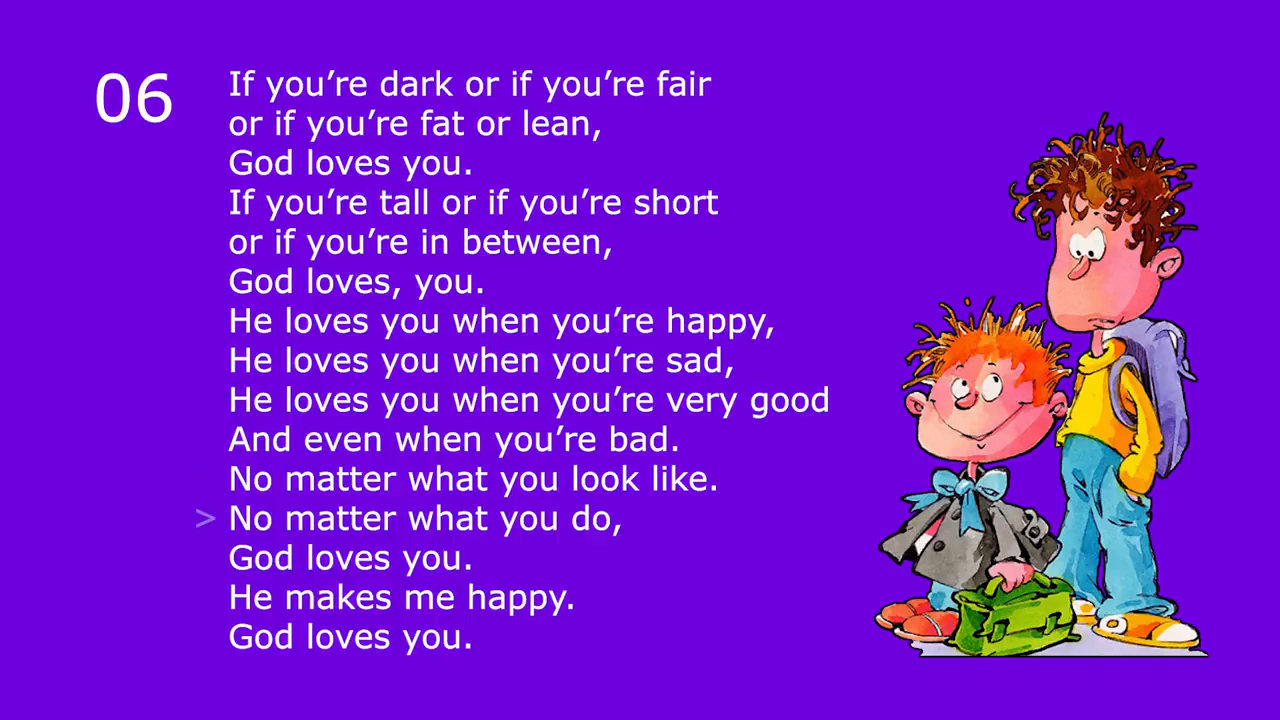 06
If you’re dark or if you’re fair
or if you’re fat or lean,
God loves you.
If you’re tall or if you’re short
or if you’re in between,
God loves, you.
He loves you when you’re happy,
He loves you when you’re sad,
He loves you when you’re very good
And even when you’re bad.
No matter what you look like.
> No matter what you do,
God loves you.
He makes me happy.
God loves you.